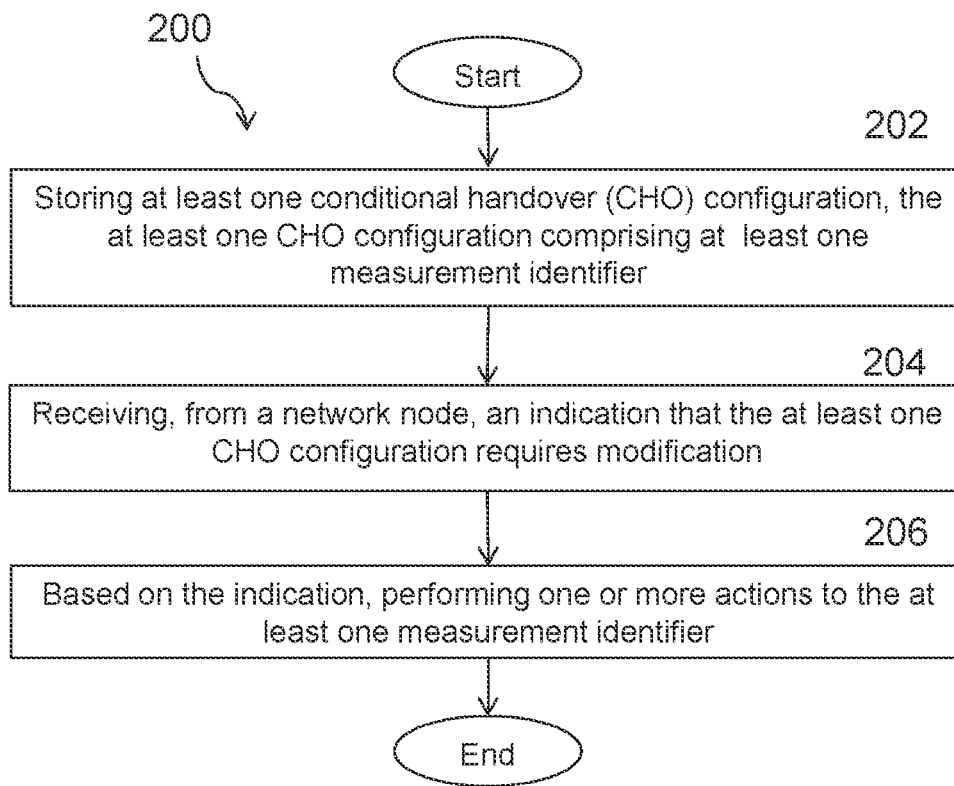 200
Start
202
Storing at least one conditional handover (CHO) configuration, the
at least one CHO configuration comprising at least one
measurement identifier
204
Receiving, from a network node, an indication that the at least one
CHO configuration requires modification
206
Based on the indication, performing one or more actions to the at
least one measurement identifier
End